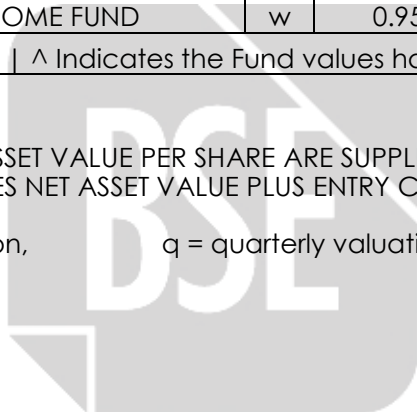 OME FUND w 0.95
| ^ Indicates the Fund values ha
SSET VALUE PER SHARE ARE SUPPL
ES NET ASSET VALUE PLUS ENTRY C
on, q = quarterly valuati
BSE